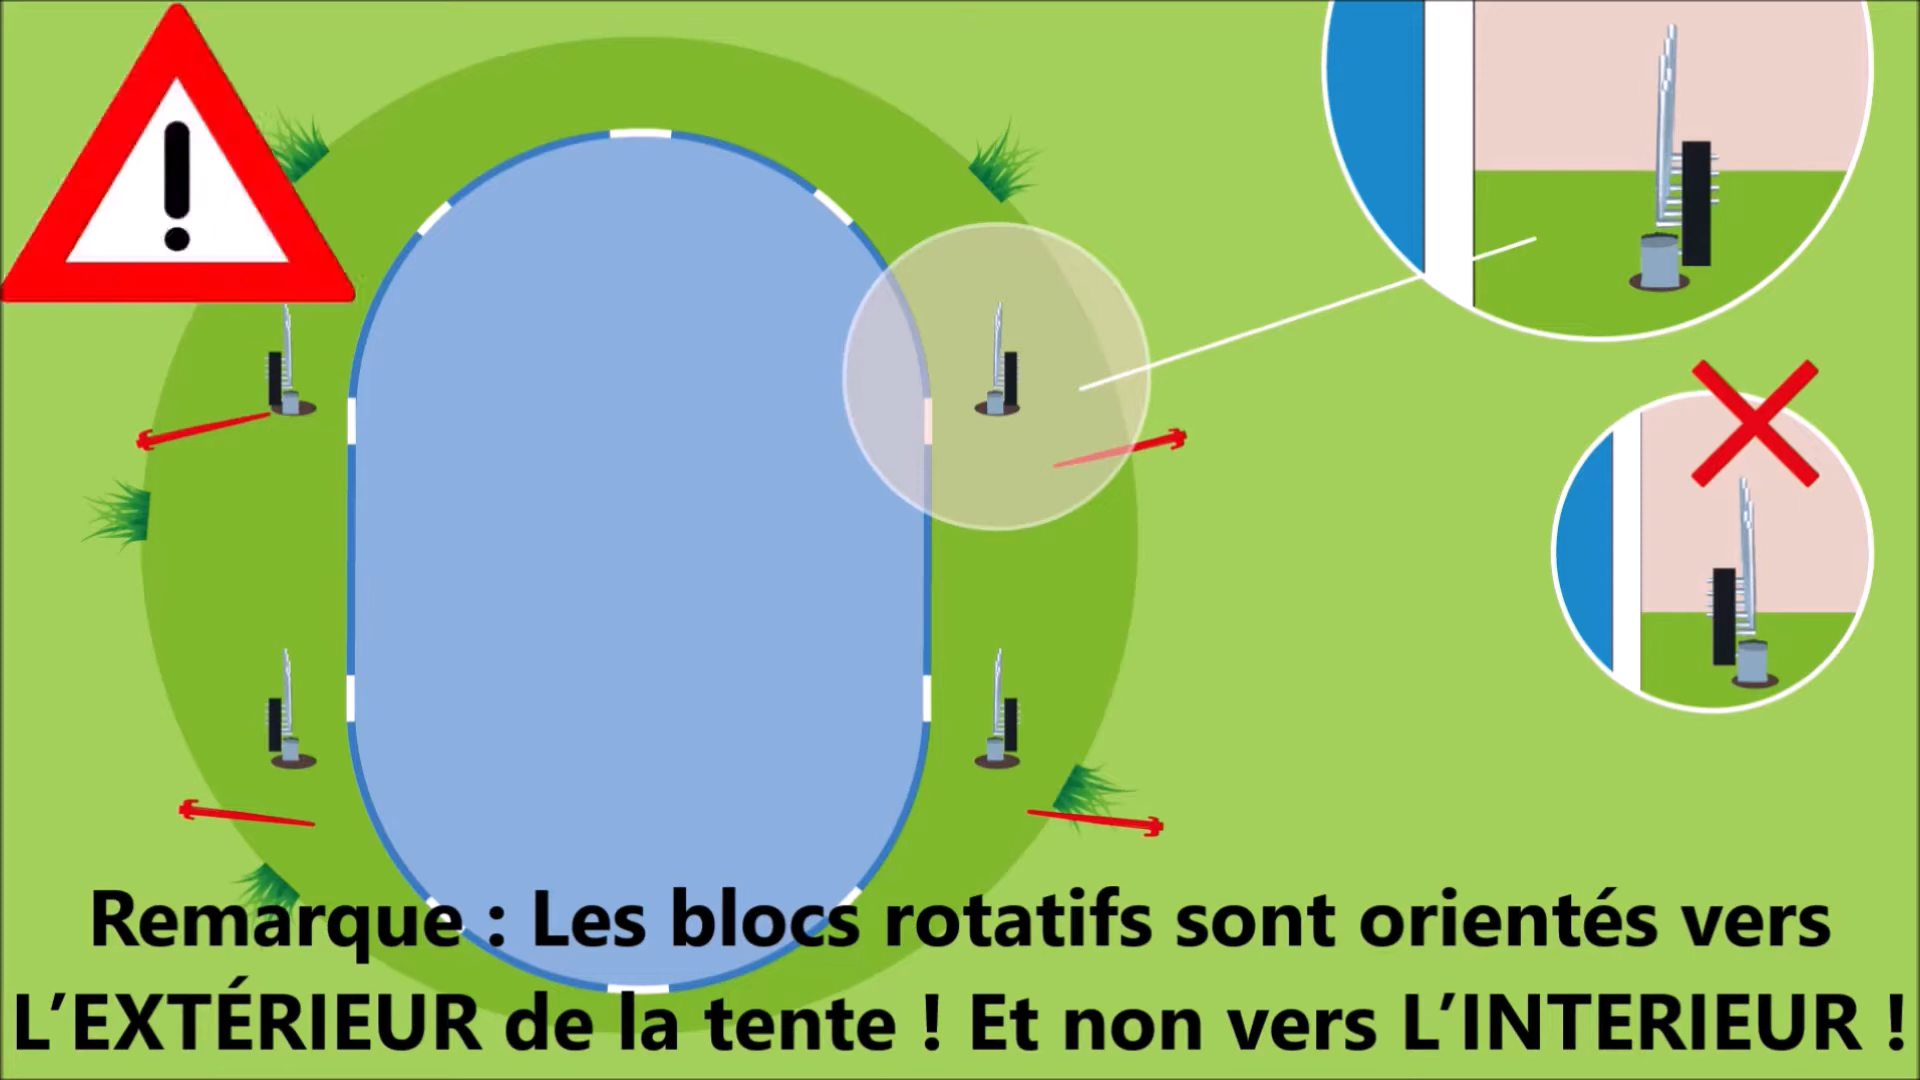 Remarque : Les blocs rotatifs sont orientés vers
L’EXTÉRIEUR de la tente ! Et non vers L’INTERIEUR !